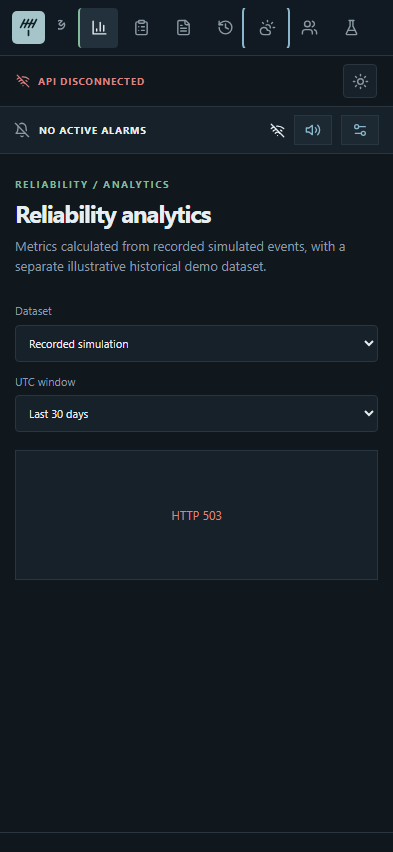 API DISCONNECTED
NO ACTIVE ALARMS
RELIABILITY / ANALYTICS
Reliability analytics
Metrics calculated from recorded simulated events, with a
separate illustrative historical demo dataset.
Dataset
Recorded simulation
UTC window
Last 30 days
HTTP 503